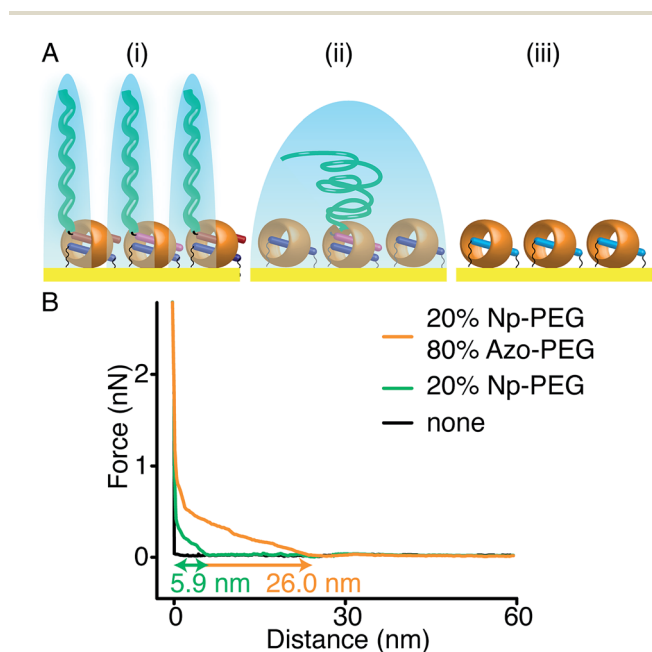 A (i) (ii) (iii)
B
20% Np-PEG
80% Azo-PEG
20% Np-PEG
none
Force (nN)
2
1
0
5.9 nm 26.0 nm
0 30 60
Distance (nm)